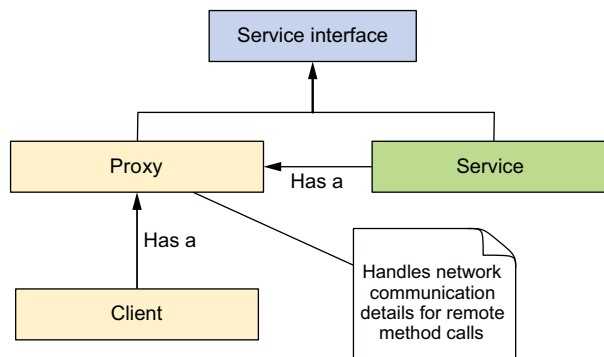 Service interface
Proxy
Has a
Service
Has a
Handles network
communication
details for remote
method calls
Client